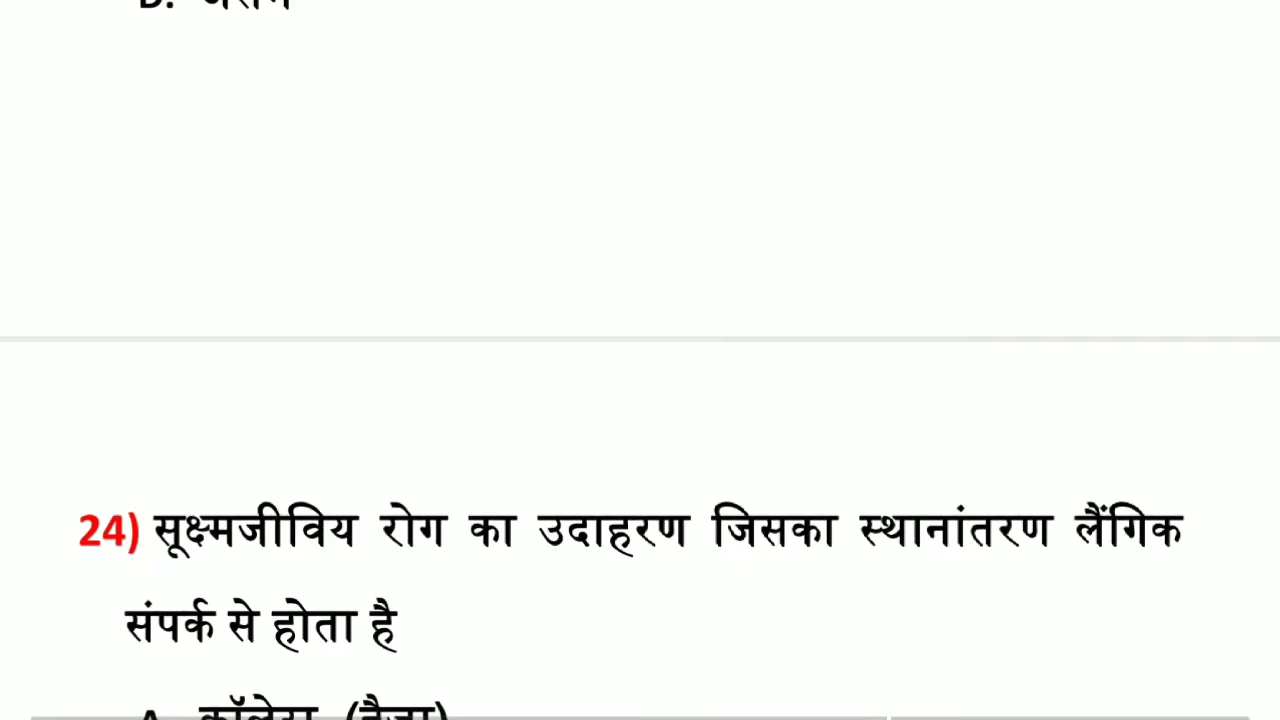 24) सूक्ष्मजीविय रोग का उदाहरण जिसका स्थानांतरण लैंगिक
संपर्क से होता है
A. कॉलेरा (हैजा)